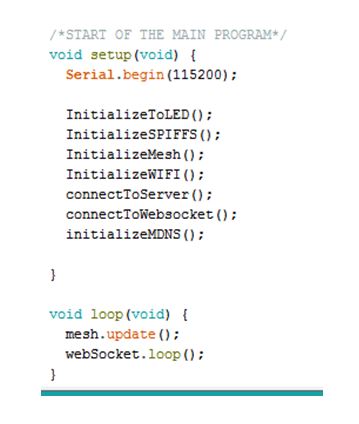 /*START OF THE MAIN PROGRAM*/
void setup(void) {
  Serial.begin(115200);

  InitializeToLED();
  InitializeSPIFFS();
  InitializeMesh();
  InitializeWIFI();
  connectToServer();
  connectToWebsocket();
  initializeMDNS();

}

void loop(void) {
  mesh.update();
  webSocket.loop();
}